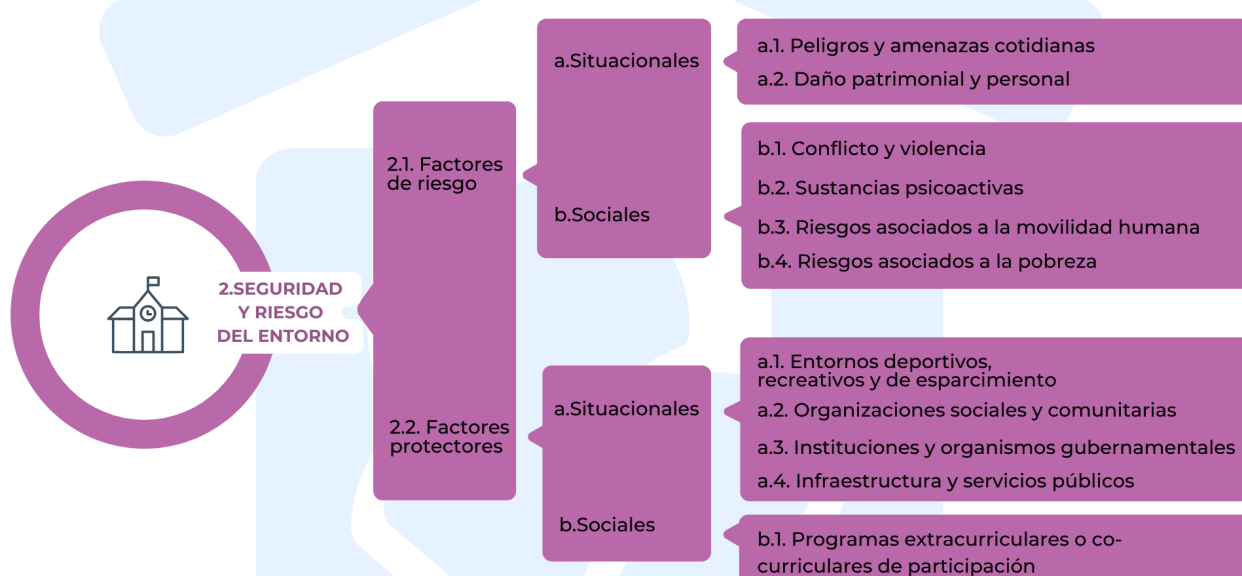 2.SEGURIDAD
Y RIESGO
DEL ENTORNO
2.1. Factores
de riesgo
a.Situacionales
a.1. Peligros y amenazas cotidianas
a.2. Daño patrimonial y personal
b.Sociales
b.1. Conflicto y violencia
b.2. Sustancias psicoactivas
b.3. Riesgos asociados a la movilidad humana
b.4. Riesgos asociados a la pobreza
2.2. Factores
protectores
a.Situacionales
a.1. Entornos deportivos,
recreativos y de esparcimiento
a.2. Organizaciones sociales y comunitarias
a.3. Instituciones y organismos gubernamentales
a.4. Infraestructura y servicios públicos
b.Sociales
b.1. Programas extracurriculares o co-
curriculares de participación